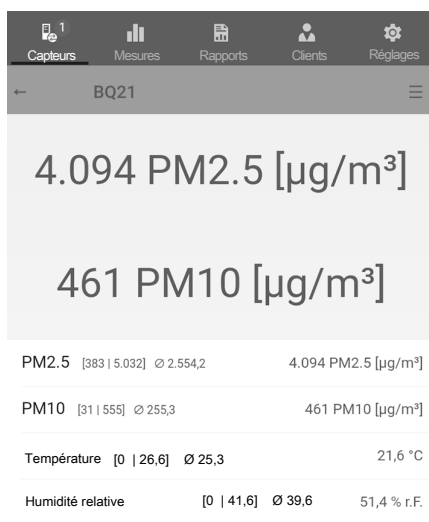 1
Capteurs Mesures Rapports Clients Réglages
← BQ21
4.094 PM2.5 [µg/m³]
461 PM10 [µg/m³]
PM2.5 [383 | 5.032] Ø 2.554,2 4.094 PM2.5 [µg/m³]
PM10 [31 | 555] Ø 255,3 461 PM10 [µg/m³]
Température [0 | 26,6] Ø 25,3 21,6 °C
Humidité relative [0 | 41,6] Ø 39,6 51,4 % r.F.